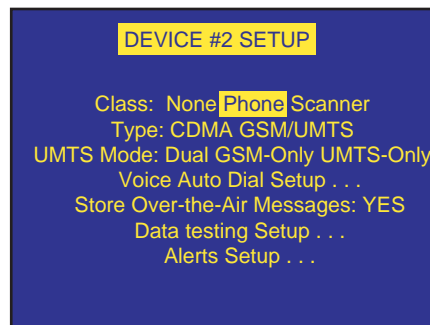 DEVICE #2 SETUP
Class: None Phone Scanner
Type: CDMA GSM/UMTS
UMTS Mode: Dual GSM-Only UMTS-Only
Voice Auto Dial Setup . . .
Store Over-the-Air Messages: YES
Data testing Setup . . .
Alerts Setup . . .